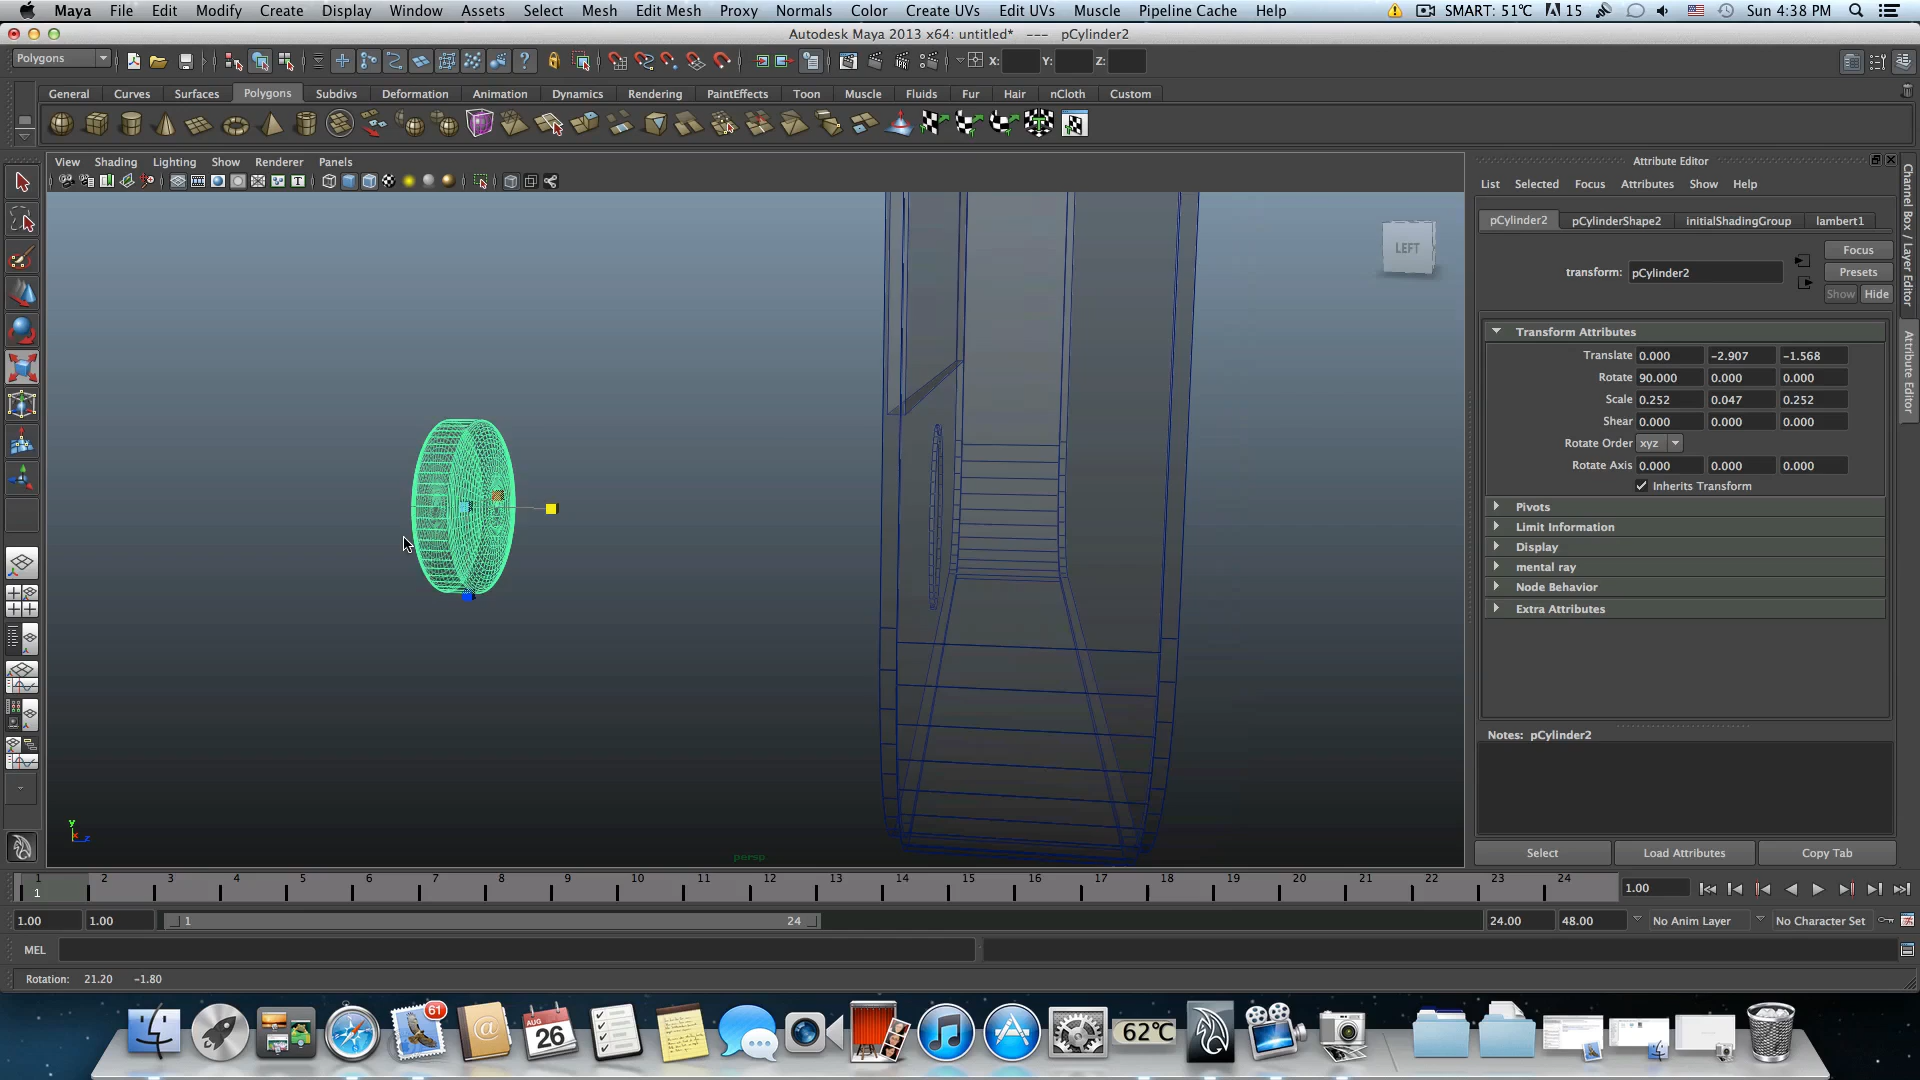 Maya File Edit Modify Create Display Window Assets Select Mesh Edit Mesh Proxy Normals Color Create UVs Edit UVs Muscle Pipeline Cache Help SMART: 51℃ 15 Sun 4:38 PM
Autodesk Maya 2013 x64: untitled* --- pCylinder2
Polygons X: Y: Z:
General Curves Surfaces Polygons Subdivs Deformation Animation Dynamics Rendering PaintEffects Toon Muscle Fluids Fur Hair nCloth Custom
View Shading Lighting Show Renderer Panels
Attribute Editor
List Selected Focus Attributes Show Help
pCylinder2 pCylinderShape2 initialShadingGroup lambert1
Focus
transform: pCylinder2 Presets
Show Hide
Transform Attributes
Translate 0.000 -2.907 -1.568
Rotate 90.000 0.000 0.000
Scale 0.252 0.047 0.252
Shear 0.000 0.000 0.000
Rotate Order xyz
Rotate Axis 0.000 0.000 0.000
Inherits Transform
Pivots
Limit Information
Display
mental ray
Node Behavior
Extra Attributes
Notes: pCylinder2
Select Load Attributes Copy Tab
Channel Box / Layer Editor
Attribute Editor
LEFT
y
x z
persp
1 2 3 4 5 6 7 8 9 10 11 12 13 14 15 16 17 18 19 20 21 22 23 24
1 1.00
1.00 1.00 1 24 24.00 48.00 No Anim Layer No Character Set
MEL
Rotation: 21.20 -1.80
61
AUG
26
62℃